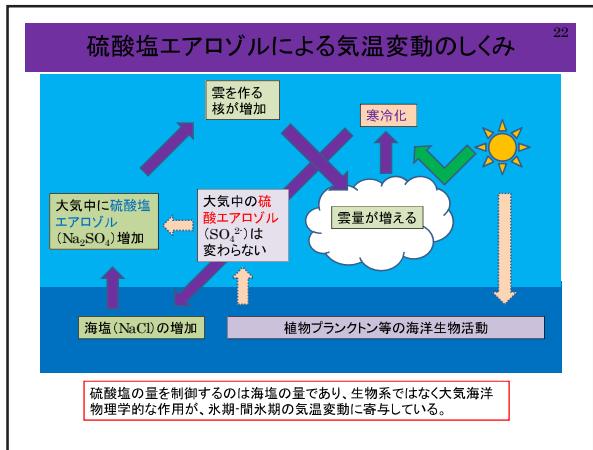 22
硫酸塩エアロゾルによる気温変動のしくみ
雲を作る
核が増加
寒冷化
大気中に硫酸塩
エアロゾル
(Na₂SO₄)増加
大気中の硫
酸エアロゾル
(SO₄²⁻)は
変わらない
雲量が増える
海塩(NaCl)の増加
植物プランクトン等の海洋生物活動
硫酸塩の量を制御するのは海塩の量であり、生物系ではなく大気海洋
物理学的な作用が、氷期-間氷期の気温変動に寄与している。